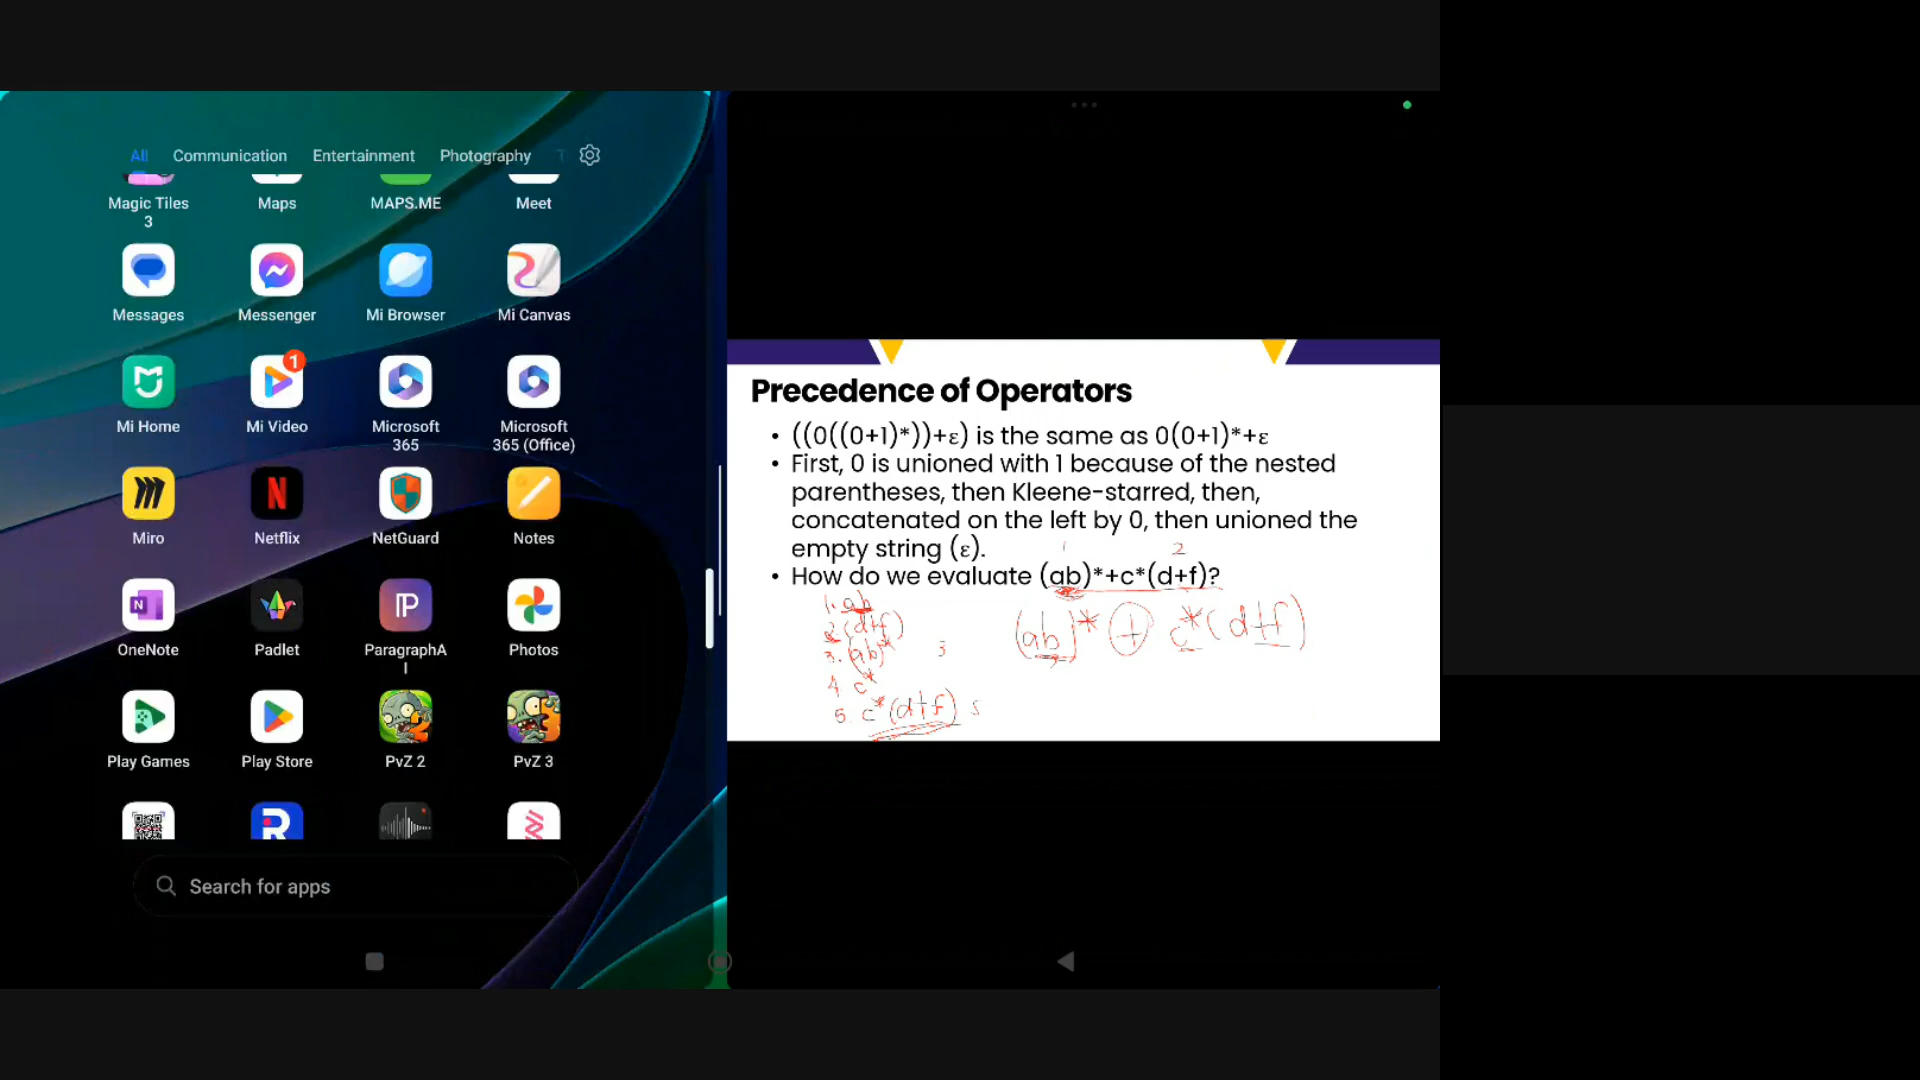 All Communication Entertainment Photography T
Magic Tiles 3
Maps
MAPS.ME
Meet
Messages
Messenger
Mi Browser
Mi Canvas
Mi Home
1
Mi Video
Microsoft 365
Microsoft 365 (Office)
Miro
Netflix
NetGuard
Notes
OneNote
Padlet
ParagraphA
I
Photos
Play Games
Play Store
PvZ 2
PvZ 3
Search for apps
Precedence of Operators
• ((0((0+1)*))+ε) is the same as 0(0+1)*+ε
• First, 0 is unioned with 1 because of the nested
parentheses, then Kleene-starred, then,
concatenated on the left by 0, then unioned the
empty string (ε).
1 2
• How do we evaluate (ab)*+c*(d+f)?
1. ab
2. (d+f)
3. (ab)* 3
4 c*
5 c*(d+f) 5
(ab)* + c*(d+f)